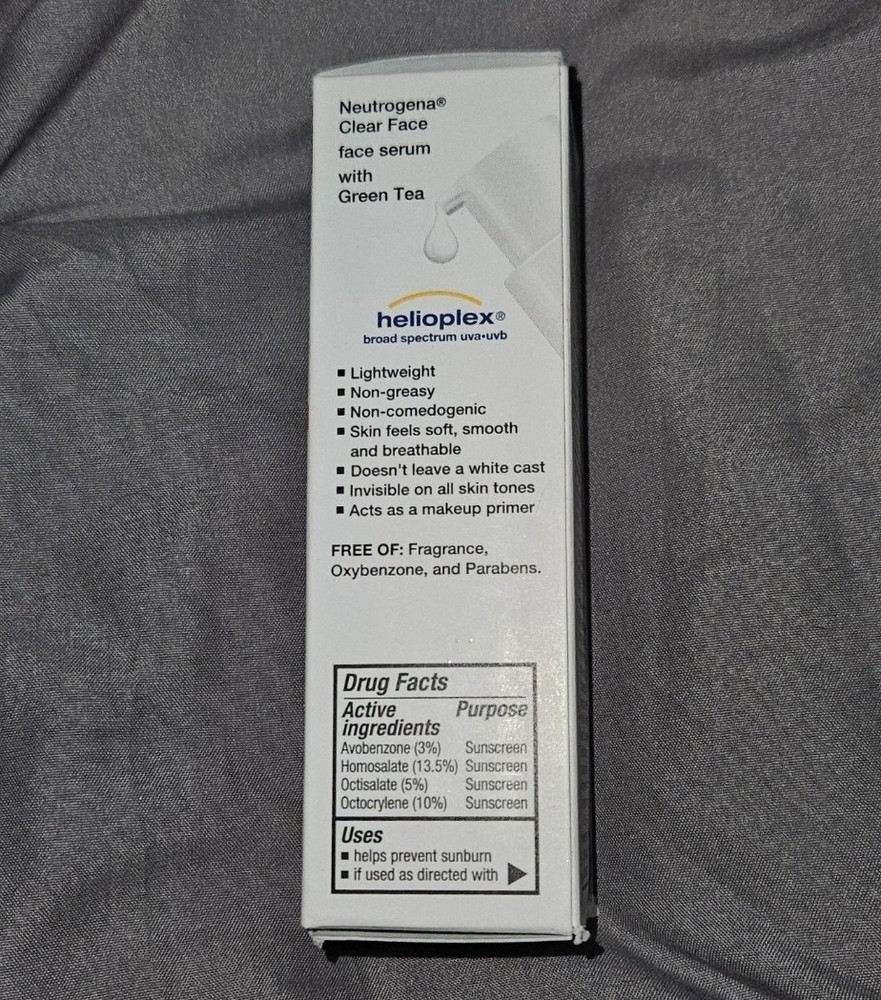 Neutrogena®
Clear Face
face serum
with
Green Tea
helioplex®
broad spectrum uva•uvb
▪ Lightweight
▪ Non-greasy
▪ Non-comedogenic
▪ Skin feels soft, smooth
and breathable
▪ Doesn't leave a white cast
▪ Invisible on all skin tones
▪ Acts as a makeup primer
FREE OF: Fragrance,
Oxybenzone, and Parabens.
Drug Facts
Active Purpose
ingredients
Avobenzone (3%) Sunscreen
Homosalate (13.5%) Sunscreen
Octisalate (5%) Sunscreen
Octocrylene (10%) Sunscreen
Uses
▪ helps prevent sunburn
▪ if used as directed with